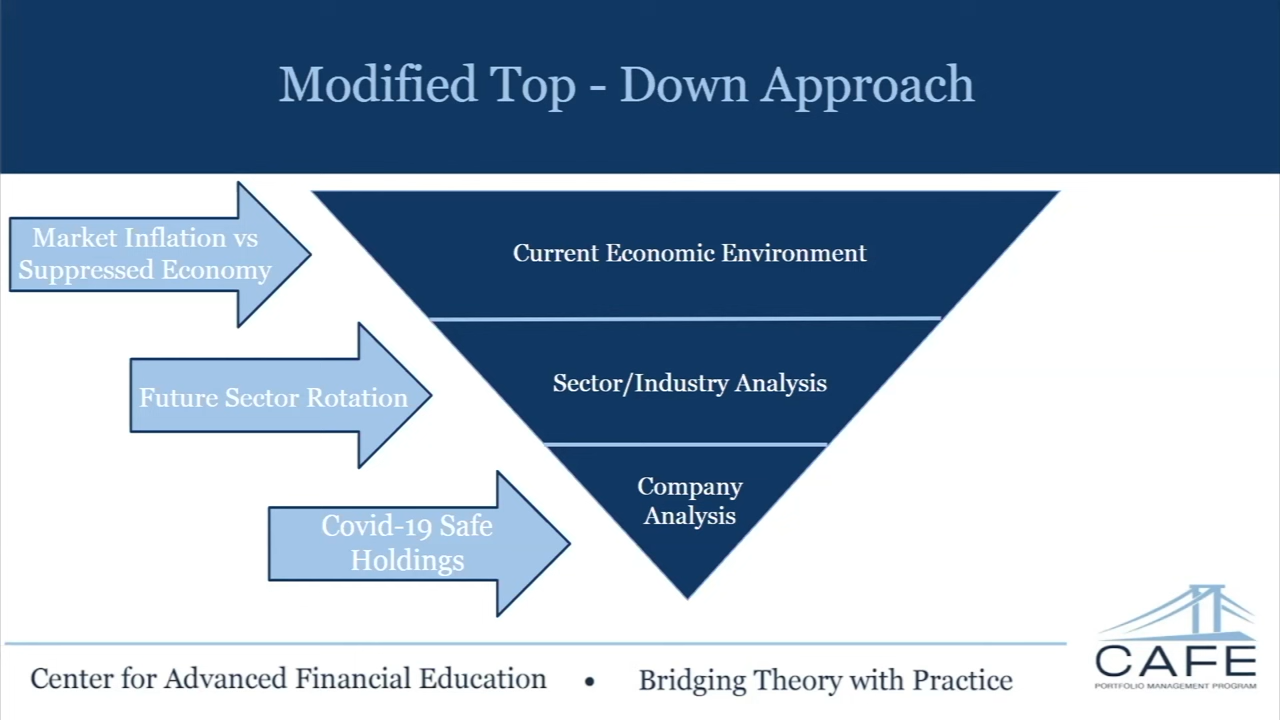 Modified Top - Down Approach
Market Inflation vs
Suppressed Economy
Current Economic Environment
Future Sector Rotation
Sector/Industry Analysis
Covid-19 Safe
Holdings
Company
Analysis
Center for Advanced Financial Education • Bridging Theory with Practice
CAFE
PORTFOLIO MANAGEMENT PROGRAM